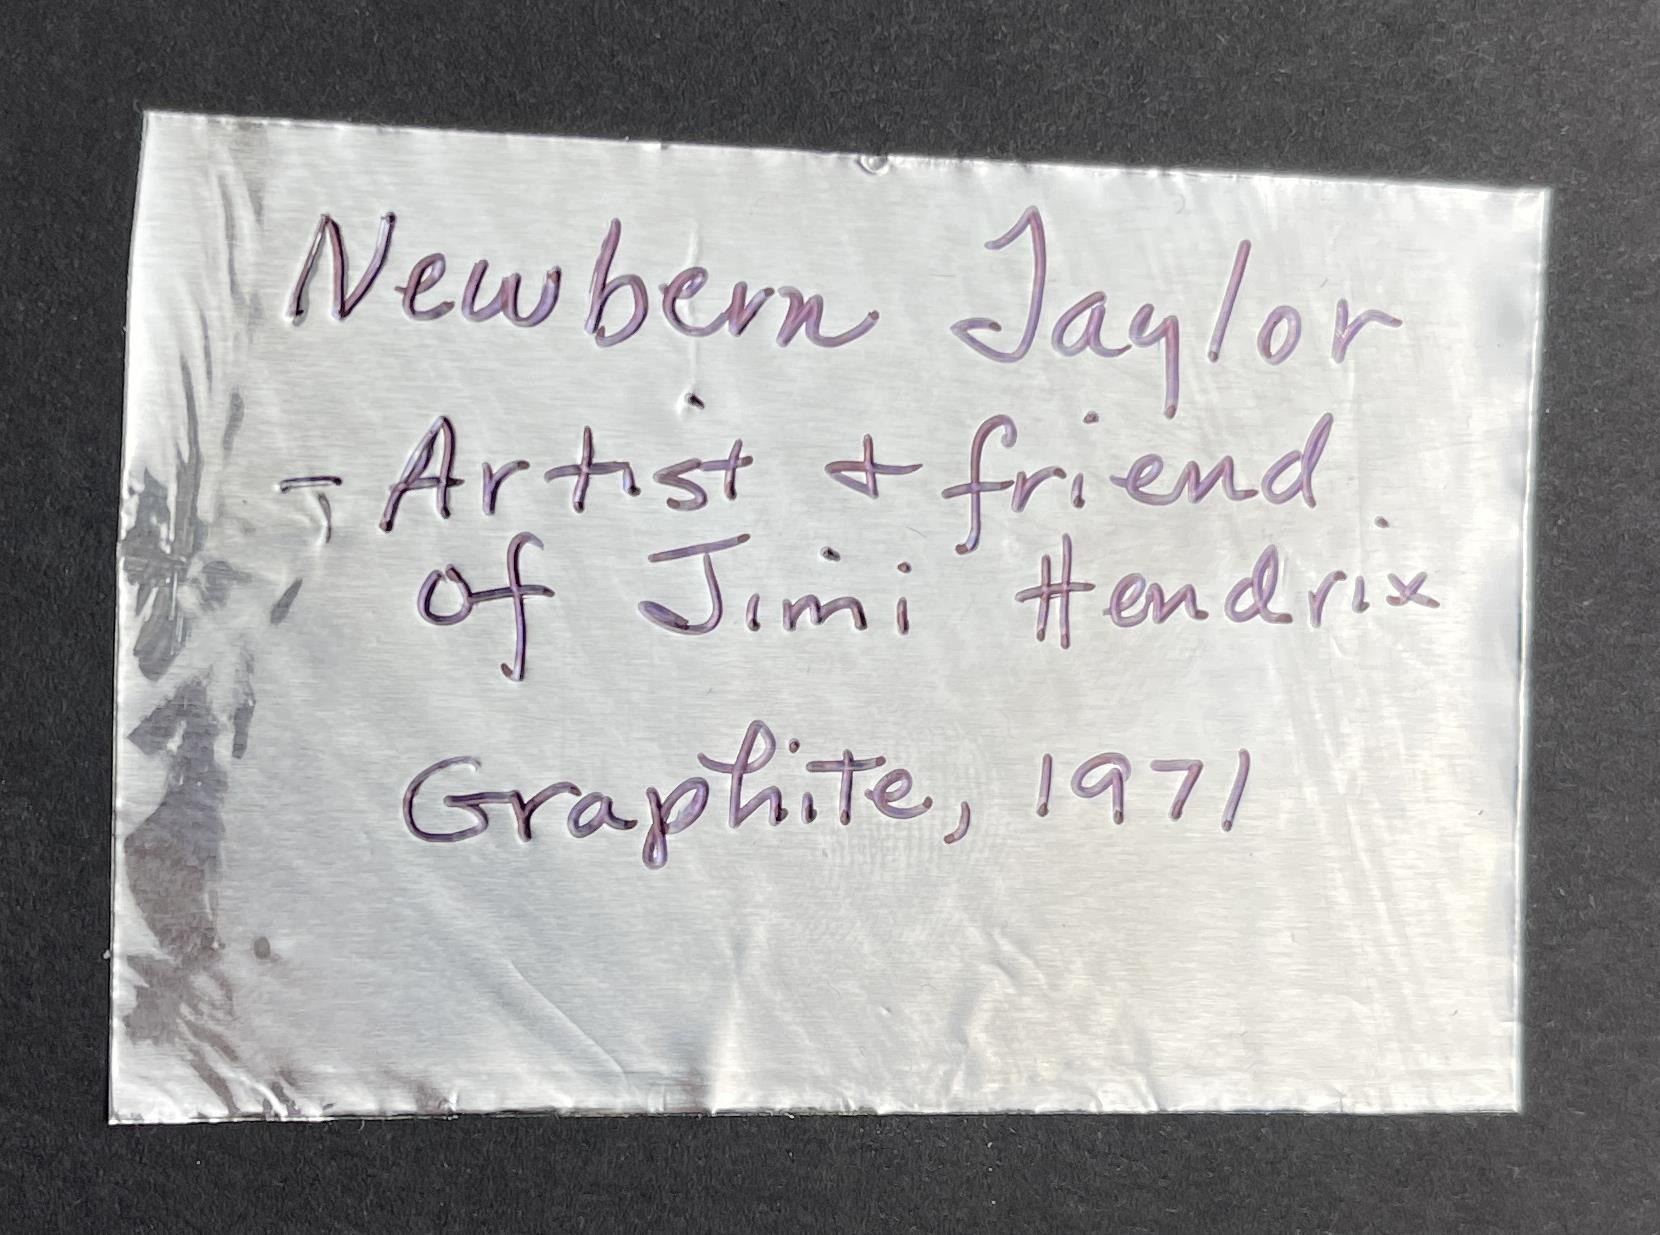 Newbern Taylor
- Artist + friend
of Jimi Hendrix
Graphite, 1971